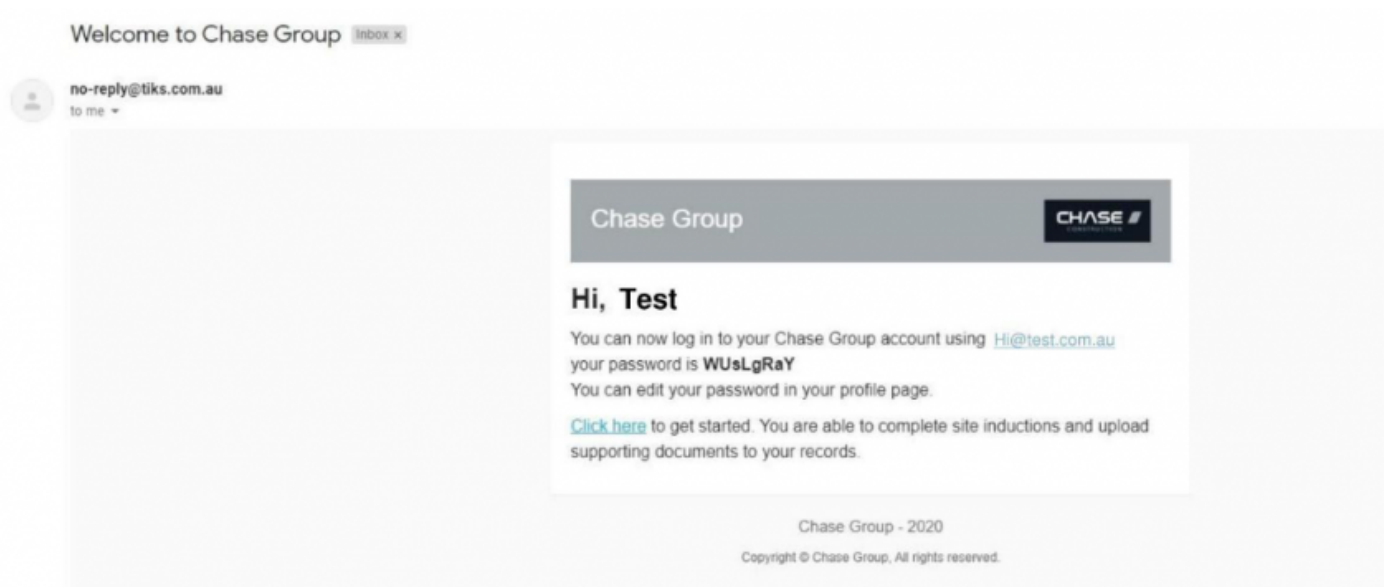 Welcome to Chase Group Inbox x
no-reply@tiks.com.au
to me
Chase Group
CHASE
CONSTRUCTION
Hi, Test
You can now log in to your Chase Group account using Hi@test.com.au
your password is WUsLgRaY
You can edit your password in your profile page.
Click here to get started. You are able to complete site inductions and upload
supporting documents to your records.
Chase Group - 2020
Copyright © Chase Group, All rights reserved.